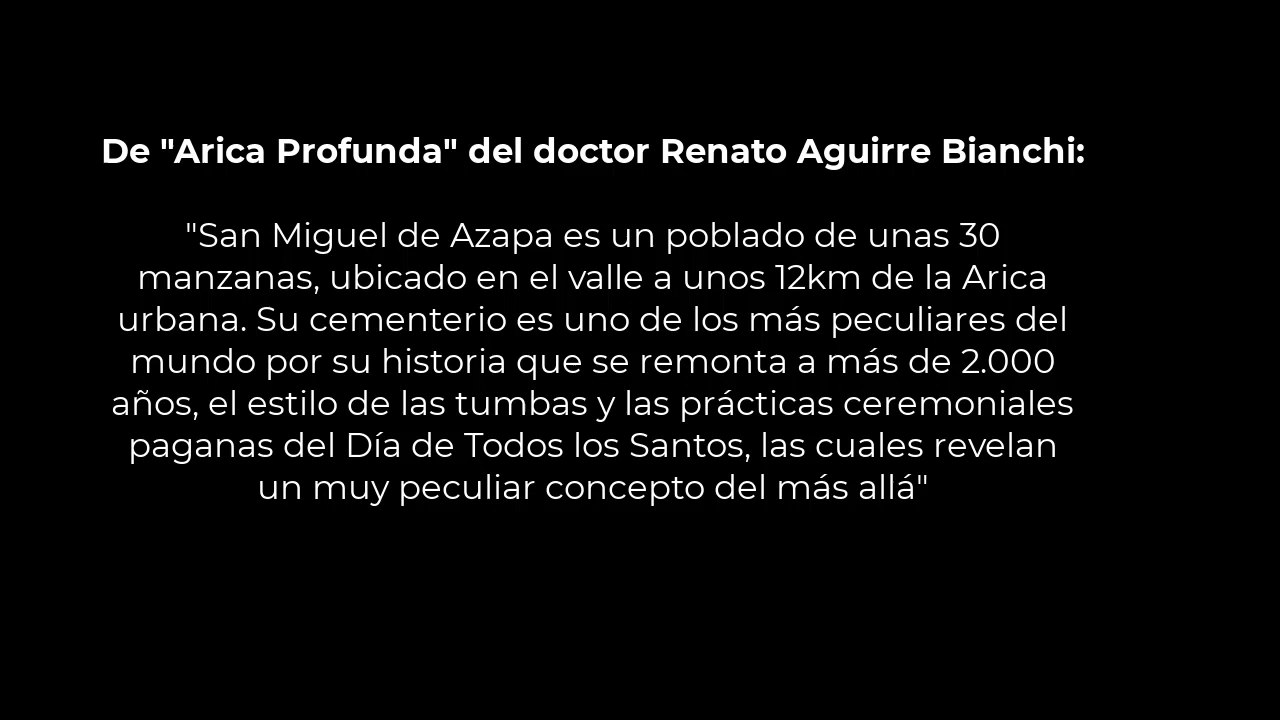 De "Arica Profunda" del doctor Renato Aguirre Bianchi:
"San Miguel de Azapa es un poblado de unas 30
manzanas, ubicado en el valle a unos 12km de la Arica
urbana. Su cementerio es uno de los más peculiares del
mundo por su historia que se remonta a más de 2.000
años, el estilo de las tumbas y las prácticas ceremoniales
paganas del Día de Todos los Santos, las cuales revelan
un muy peculiar concepto del más allá"